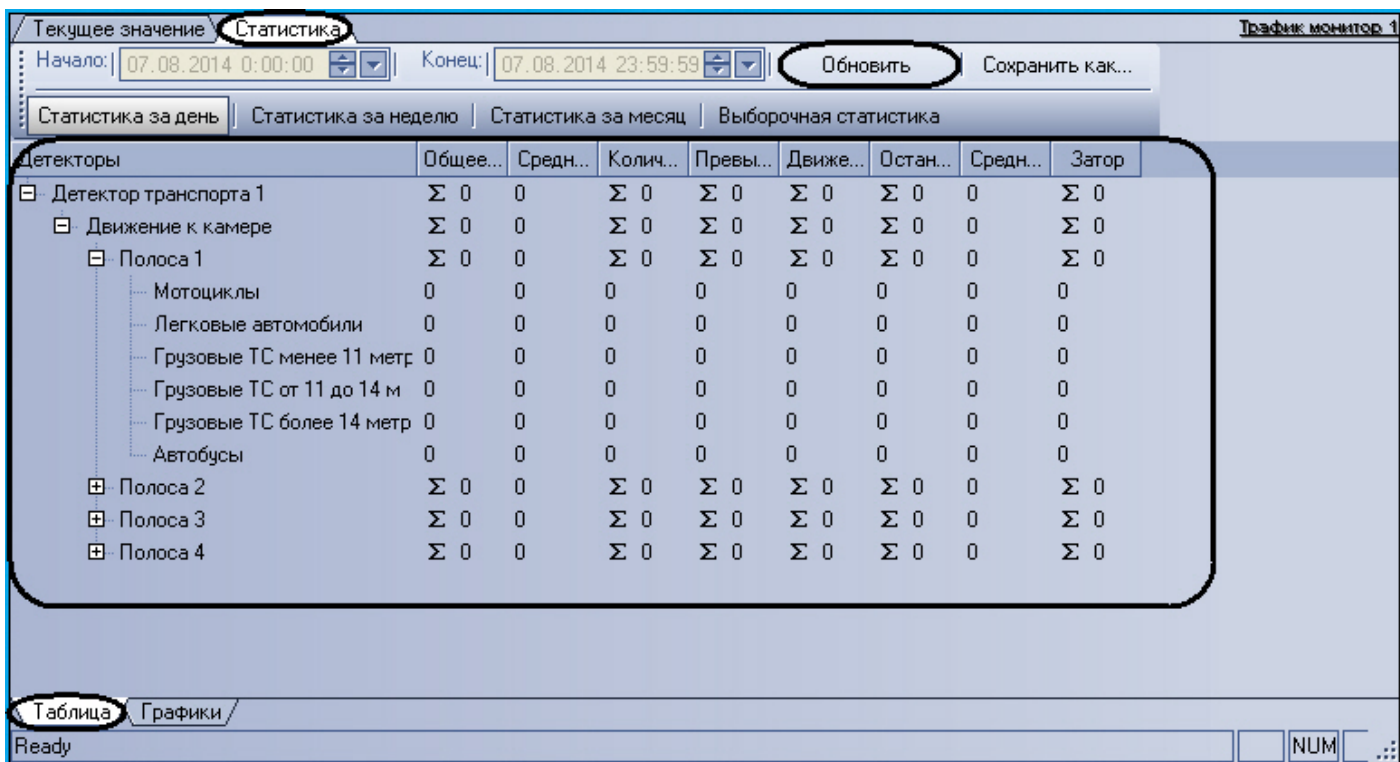 Текущее значение Статистика Трафик монитор 1
Начало: 07.08.2014 0:00:00 Конец: 07.08.2014 23:59:59 Обновить Сохранить как...
Статистика за день Статистика за неделю Статистика за месяц Выборочная статистика
Детекторы Общее... Средн... Колич... Превы... Движе... Остан... Средн... Затор
Детектор транспорта 1 Σ 0 0 Σ 0 Σ 0 Σ 0 Σ 0 0 Σ 0
Движение к камере Σ 0 0 Σ 0 Σ 0 Σ 0 Σ 0 0 Σ 0
Полоса 1 Σ 0 0 Σ 0 Σ 0 Σ 0 Σ 0 0 Σ 0
Мотоциклы 0 0 0 0 0 0 0 0
Легковые автомобили 0 0 0 0 0 0 0 0
Грузовые ТС менее 11 метр 0 0 0 0 0 0 0 0
Грузовые ТС от 11 до 14 м 0 0 0 0 0 0 0 0
Грузовые ТС более 14 метр 0 0 0 0 0 0 0 0
Автобусы 0 0 0 0 0 0 0 0
Полоса 2 Σ 0 0 Σ 0 Σ 0 Σ 0 Σ 0 0 Σ 0
Полоса 3 Σ 0 0 Σ 0 Σ 0 Σ 0 Σ 0 0 Σ 0
Полоса 4 Σ 0 0 Σ 0 Σ 0 Σ 0 Σ 0 0 Σ 0
Таблица Графики
Ready NUM